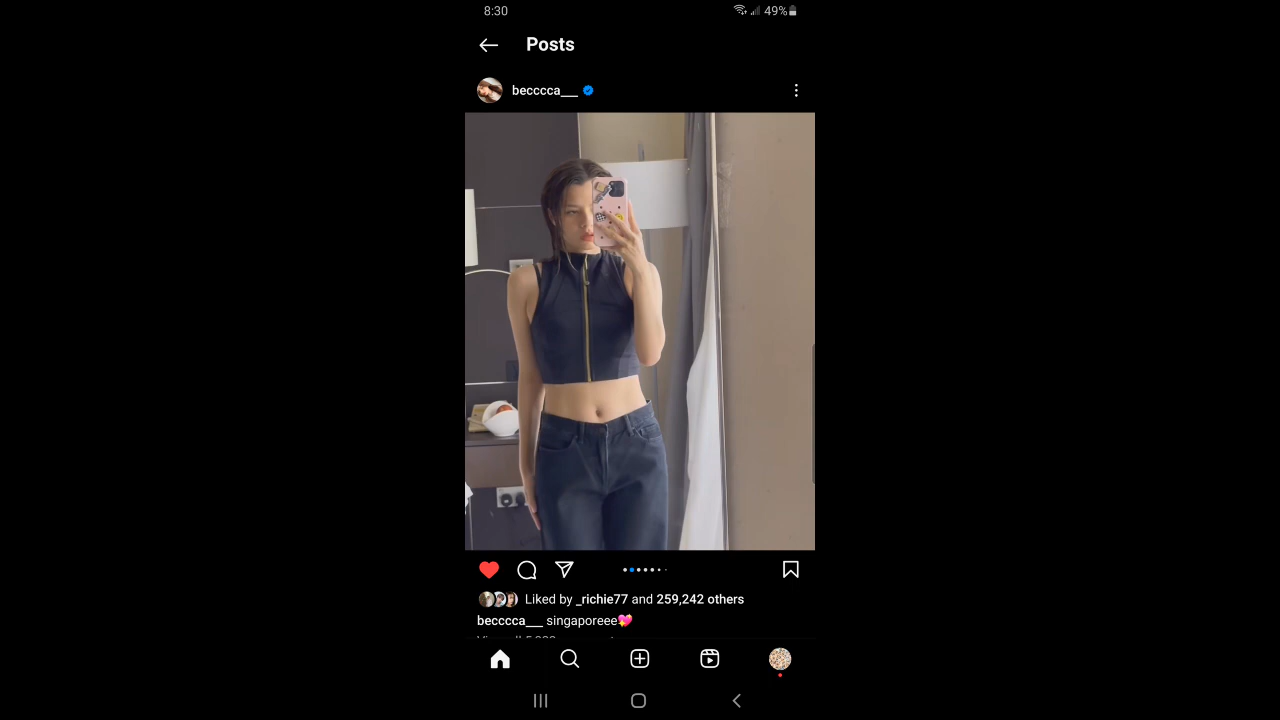 8:30
49%
Posts
becccca___
Liked by _richie77 and 259,242 others
becccca___ singaporeee💖